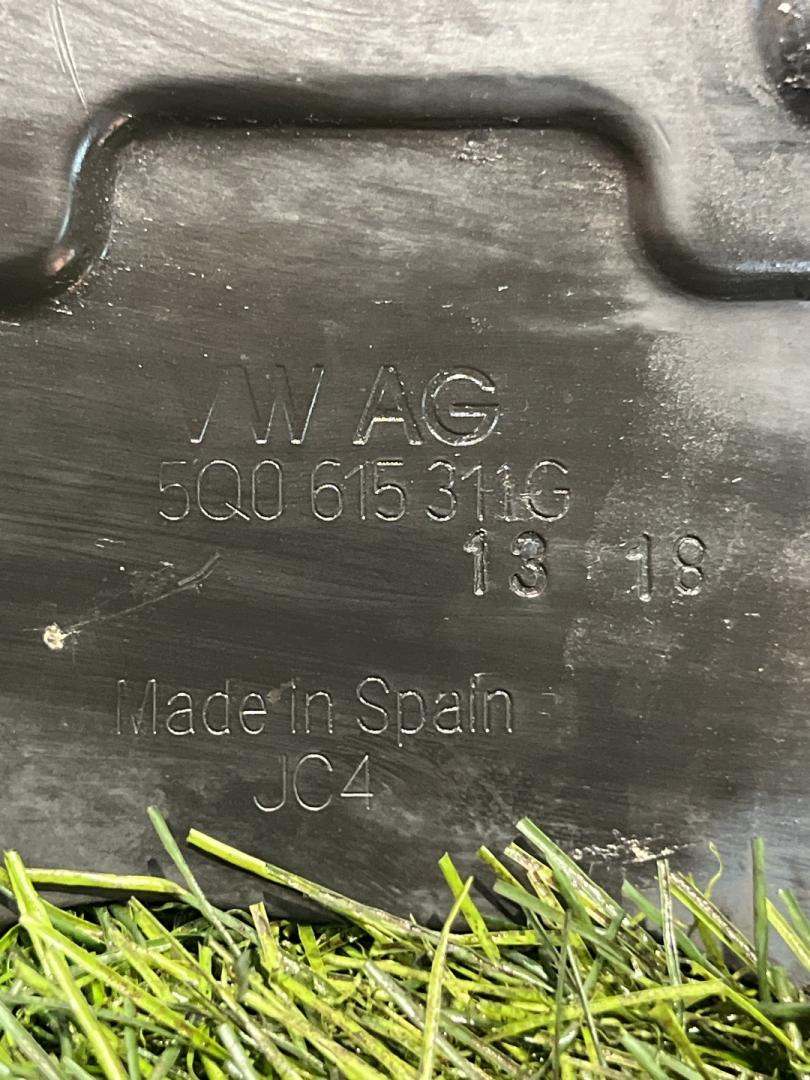 VW AG
5Q0 615 311G
13 18
Made in Spain
JC4